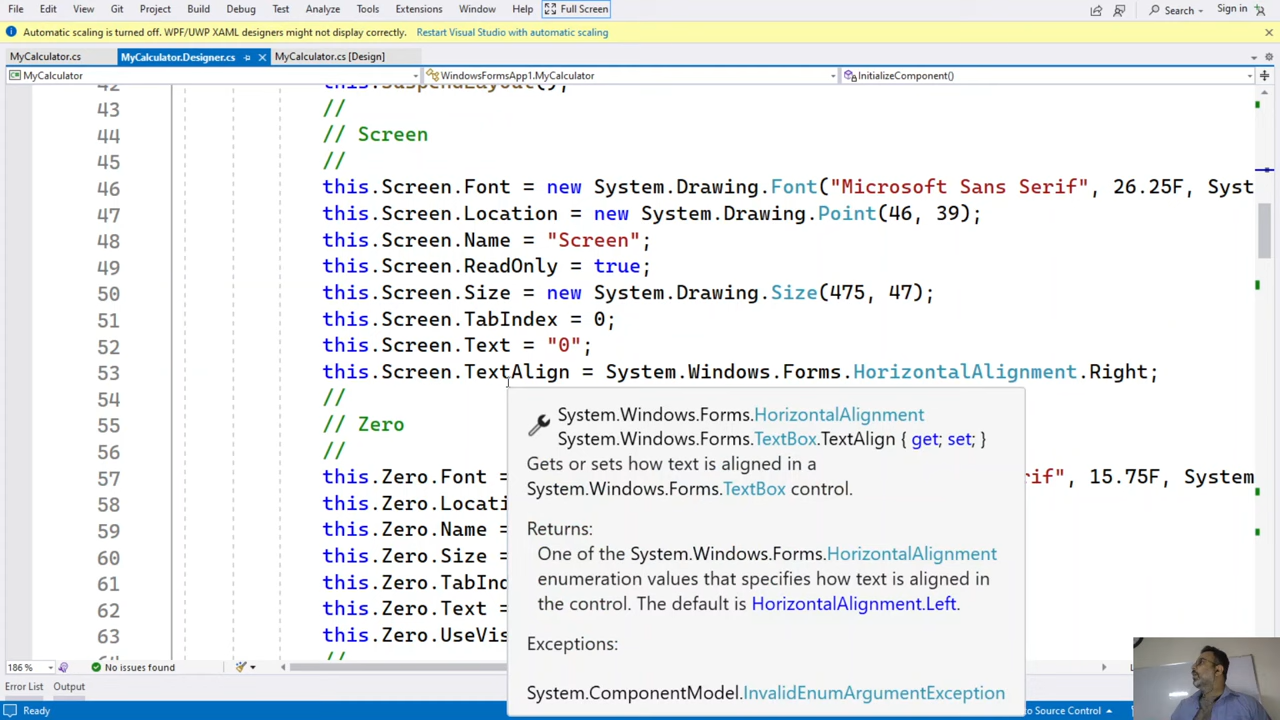 File Edit View Git Project Build Debug Test Analyze Tools Extensions Window Help Full Screen Search Sign in
Automatic scaling is turned off. WPF/UWP XAML designers might not display correctly. Restart Visual Studio with automatic scaling
MyCalculator.cs MyCalculator.Designer.cs MyCalculator.cs [Design]
MyCalculator WindowsFormsApp1.MyCalculator InitializeComponent()
42 this.SuspendLayout();
43 //
44 // Screen
45 //
46 this.Screen.Font = new System.Drawing.Font("Microsoft Sans Serif", 26.25F, Syst
47 this.Screen.Location = new System.Drawing.Point(46, 39);
48 this.Screen.Name = "Screen";
49 this.Screen.ReadOnly = true;
50 this.Screen.Size = new System.Drawing.Size(475, 47);
51 this.Screen.TabIndex = 0;
52 this.Screen.Text = "0";
53 this.Screen.TextAlign = System.Windows.Forms.HorizontalAlignment.Right;
54 //
55 // Zero
56 //
57 this.Zero.Font = rif", 15.75F, System
58 this.Zero.Locati
59 this.Zero.Name =
60 this.Zero.Size =
61 this.Zero.TabInd
62 this.Zero.Text =
63 this.Zero.UseVis
//
System.Windows.Forms.HorizontalAlignment
System.Windows.Forms.TextBox.TextAlign { get; set; }
Gets or sets how text is aligned in a
System.Windows.Forms.TextBox control.
Returns:
One of the System.Windows.Forms.HorizontalAlignment
enumeration values that specifies how text is aligned in
the control. The default is HorizontalAlignment.Left.
Exceptions:
System.ComponentModel.InvalidEnumArgumentException
186 % No issues found
Error List Output
Ready to Source Control